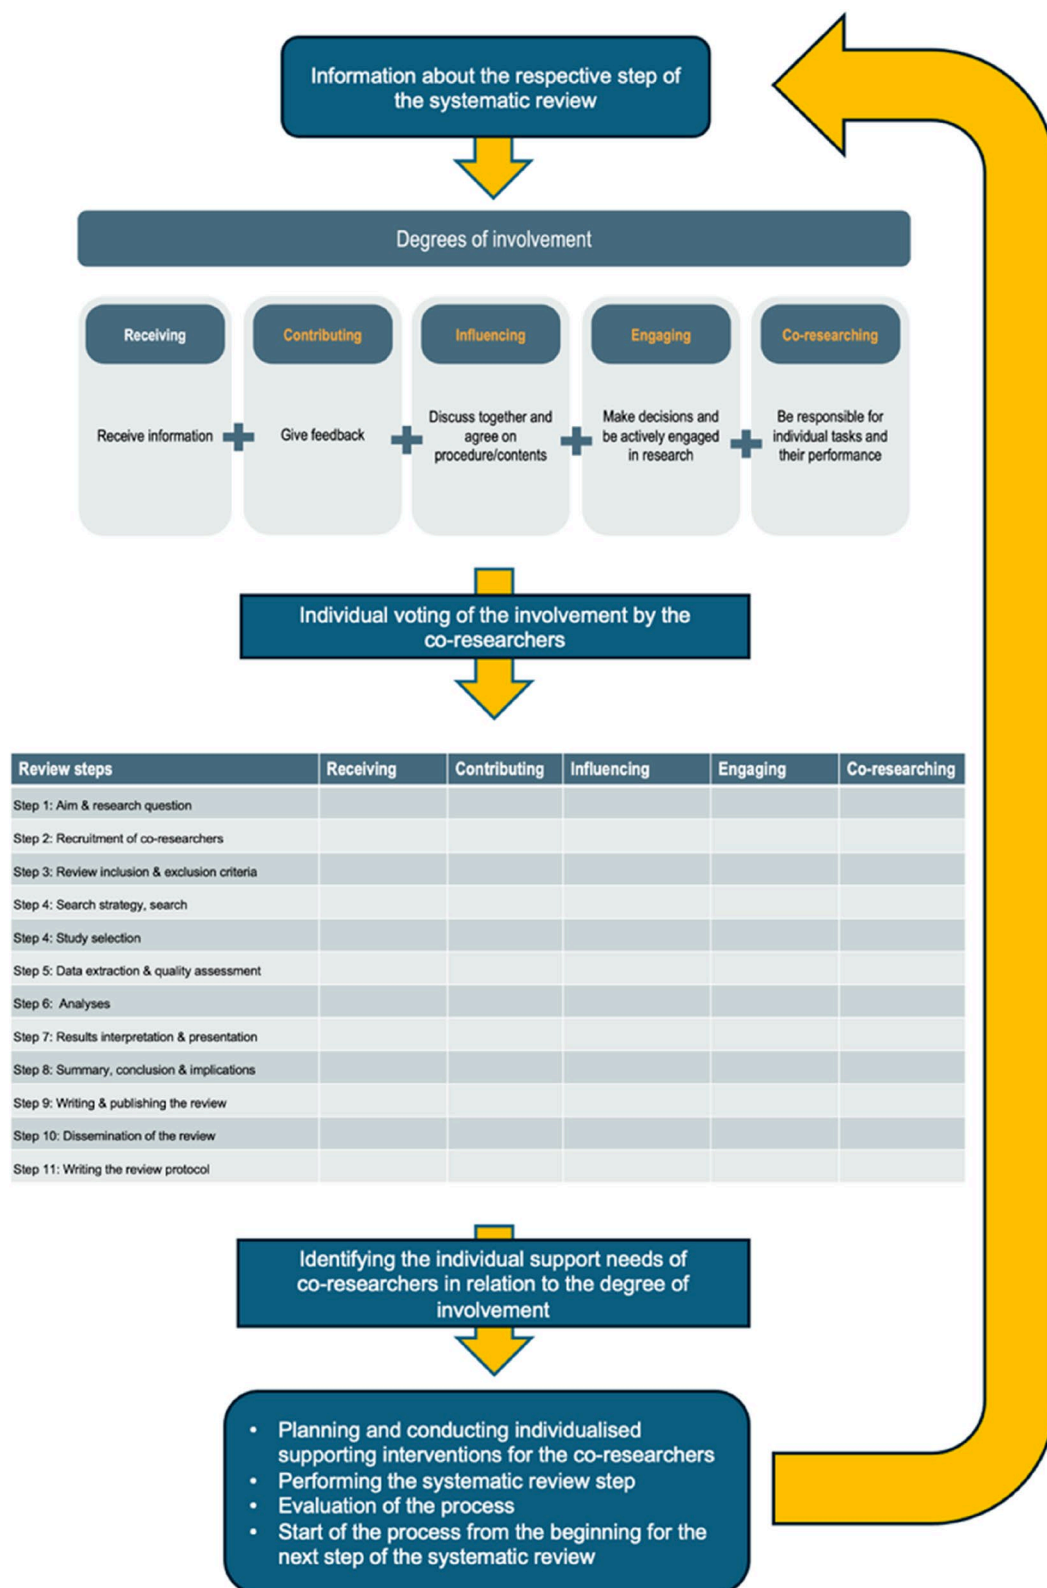 Information about the respective step of
the systematic review
Degrees of involvement
Receiving
Contributing
Influencing
Engaging
Co-researching
Receive information
Give feedback
Discuss together and
agree on
procedure/contents
Make decisions and
be actively engaged
in research
Be responsible for
individual tasks and
their performance
Individual voting of the involvement by the
co-researchers
Review steps Receiving Contributing Influencing Engaging Co-researching
Step 1: Aim & research question
Step 2: Recruitment of co-researchers
Step 3: Review inclusion & exclusion criteria
Step 4: Search strategy, search
Step 4: Study selection
Step 5: Data extraction & quality assessment
Step 6: Analyses
Step 7: Results interpretation & presentation
Step 8: Summary, conclusion & implications
Step 9: Writing & publishing the review
Step 10: Dissemination of the review
Step 11: Writing the review protocol
Identifying the individual support needs of
co-researchers in relation to the degree of
involvement
• Planning and conducting individualised
supporting interventions for the co-researchers
• Performing the systematic review step
• Evaluation of the process
• Start of the process from the beginning for the
next step of the systematic review